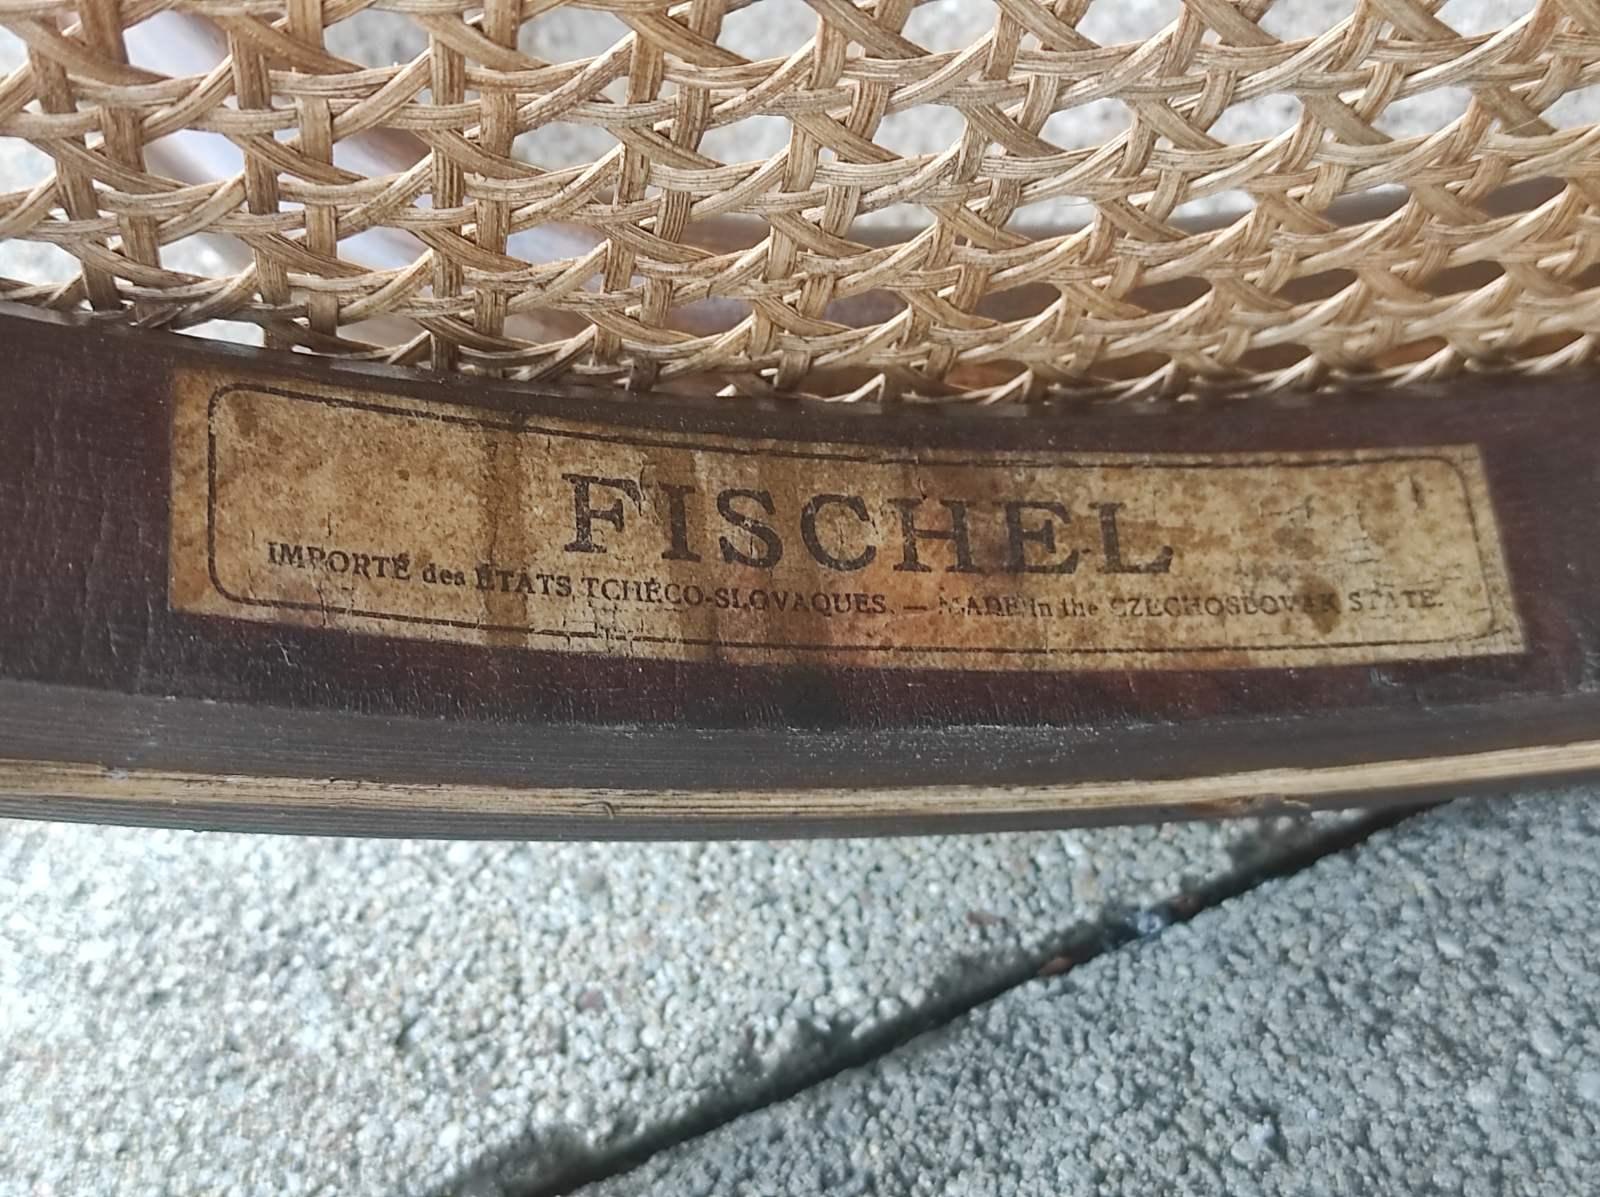 FISCHEL
IMPORTÉ des ÉTATS TCHÉCO-SLOVAQUES. — MADE in the CZECHOSLOVAK STATE.